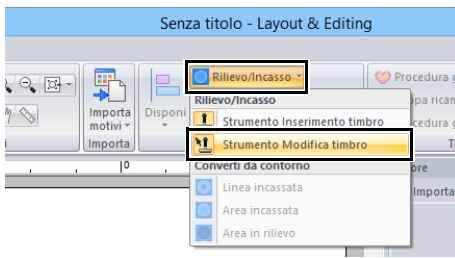 Senza titolo - Layout & Editing
Rilievo/Incasso
Procedura
Importa
motivi
Disponi
Importa
Rilievo/Incasso
Strumento Inserimento timbro
Strumento Modifica timbro
Converti da contorno
Linea incassata
Area incassata
Area in rilievo
Importa
0